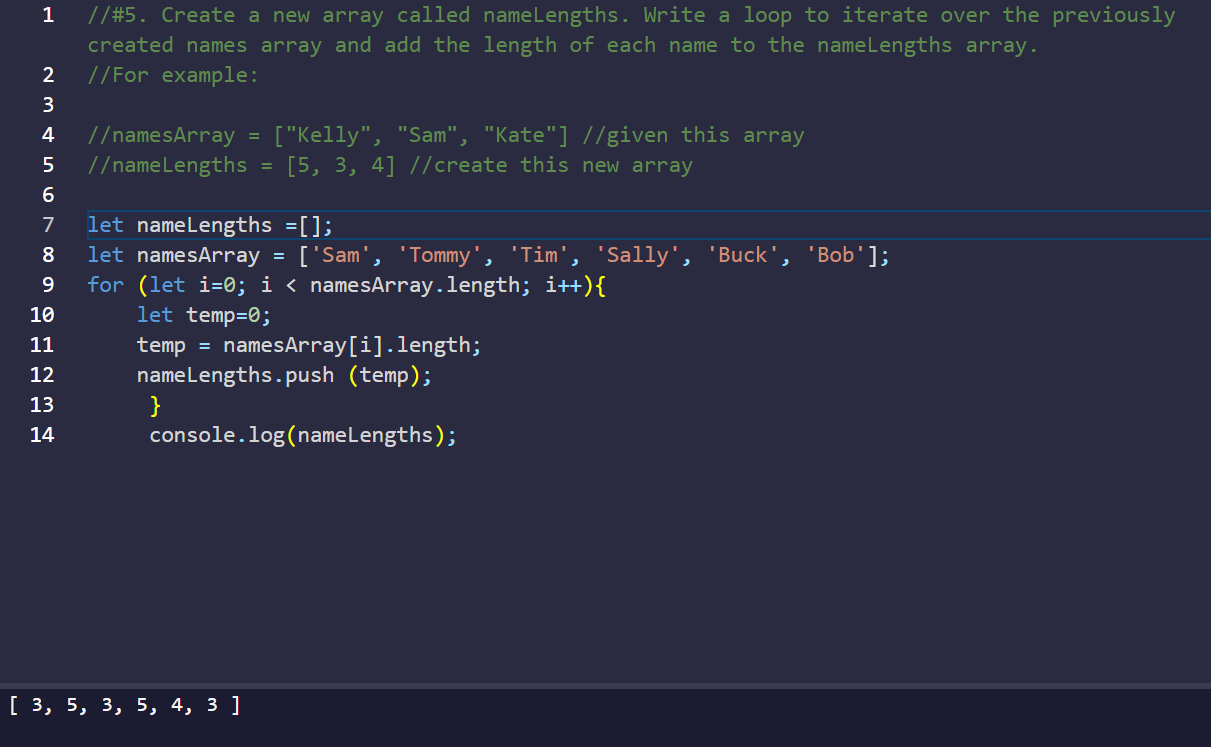 1 //#5. Create a new array called nameLengths. Write a loop to iterate over the previously
created names array and add the length of each name to the nameLengths array.
2 //For example:
3
4 //namesArray = ["Kelly", "Sam", "Kate"] //given this array
5 //nameLengths = [5, 3, 4] //create this new array
6
7 let nameLengths =[];
8 let namesArray = ['Sam', 'Tommy', 'Tim', 'Sally', 'Buck', 'Bob'];
9 for (let i=0; i < namesArray.length; i++){
10     let temp=0;
11     temp = namesArray[i].length;
12     nameLengths.push (temp);
13      }
14      console.log(nameLengths);
[ 3, 5, 3, 5, 4, 3 ]